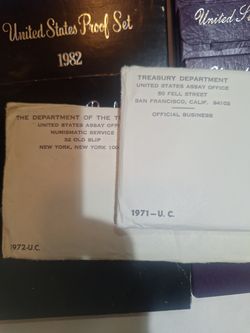 United States Proof Set
1982
United S
TREASURY DEPARTMENT
UNITED STATES ASSAY OFFICE
50 FELL STREET
SAN FRANCISCO, CALIF. 94102
OFFICIAL BUSINESS
1971-U.C.
THE DEPARTMENT OF THE T
UNITED STATES ASSAY OFF
NUMISMATIC SERVICE
32 OLD SLIP
NEW YORK, NEW YORK 100
1972-U.C.